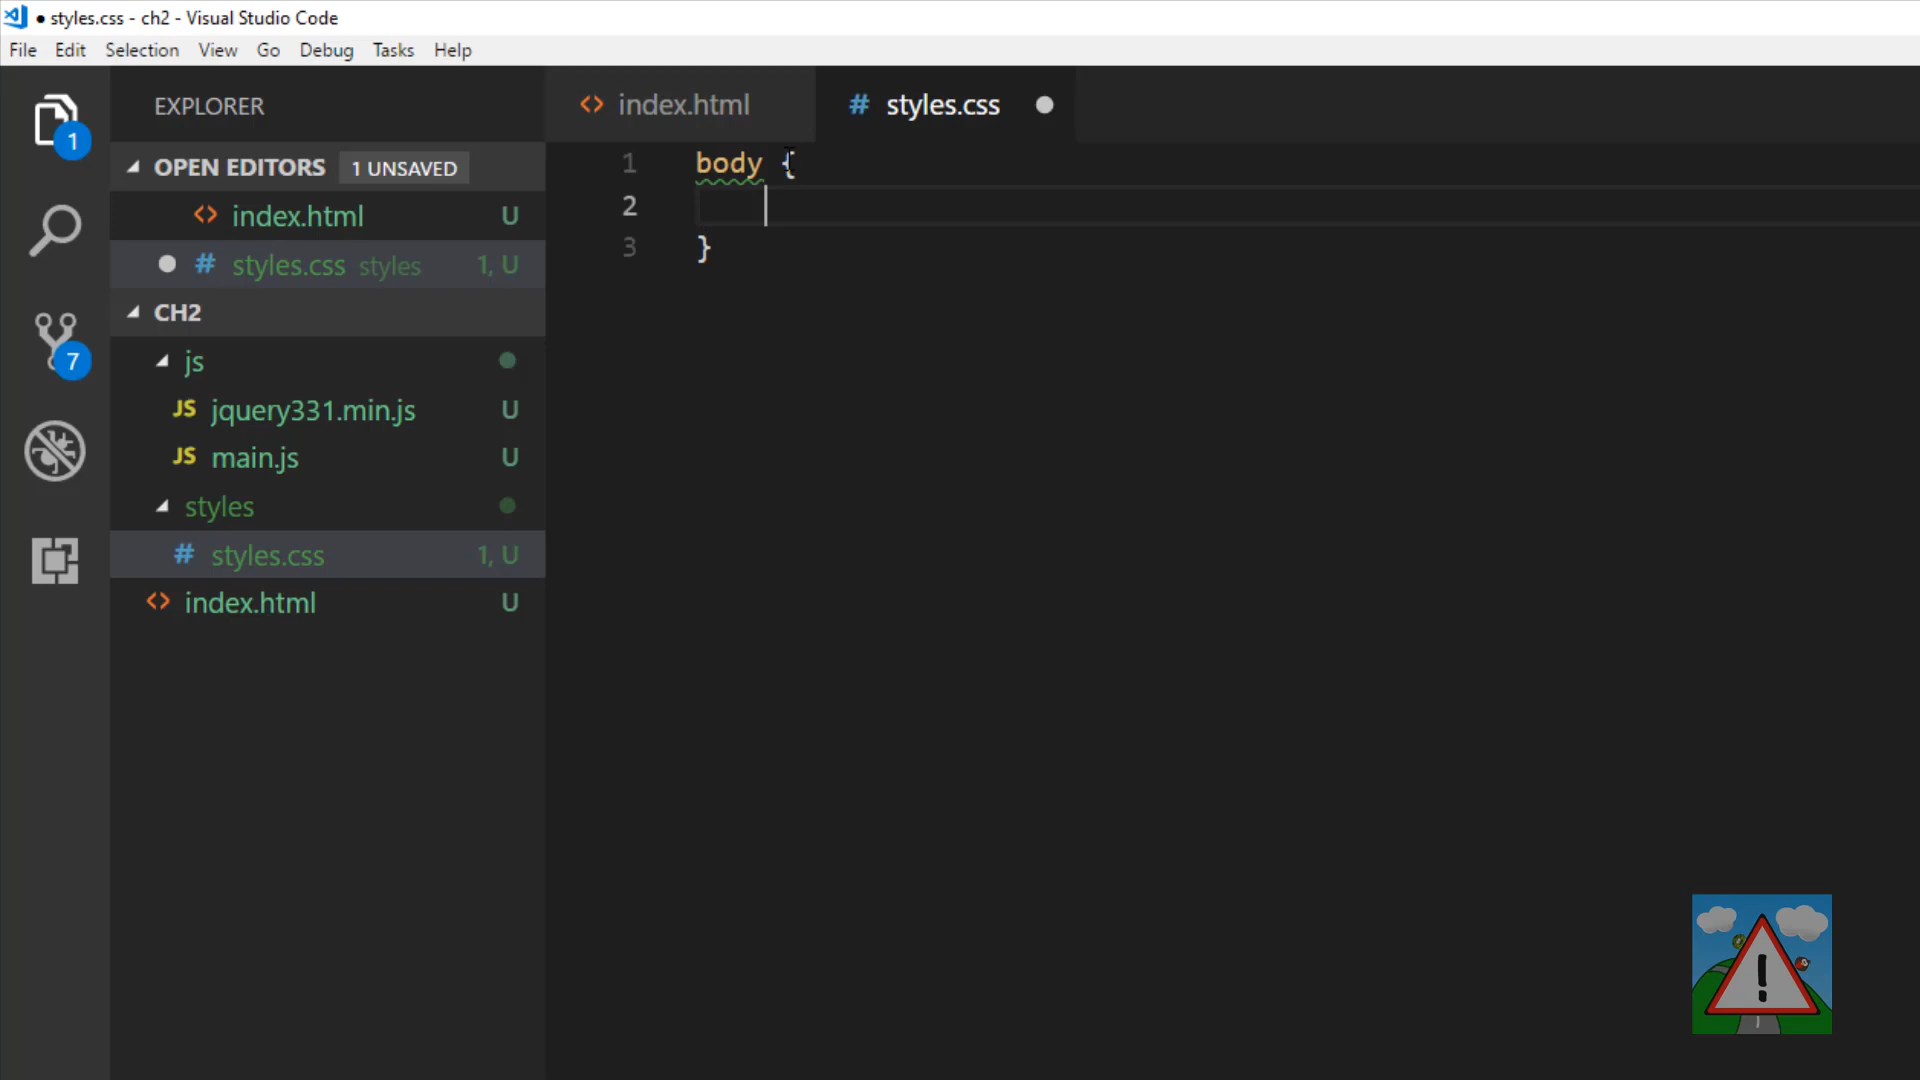 ● styles.css - ch2 - Visual Studio Code
File Edit Selection View Go Debug Tasks Help
EXPLORER
OPEN EDITORS 1 UNSAVED
<> index.html U
● # styles.css styles 1, U
CH2
js
JS jquery331.min.js U
JS main.js U
styles
# styles.css 1, U
<> index.html U
1
7
<> index.html # styles.css ●
1 body {
2
3 }
!